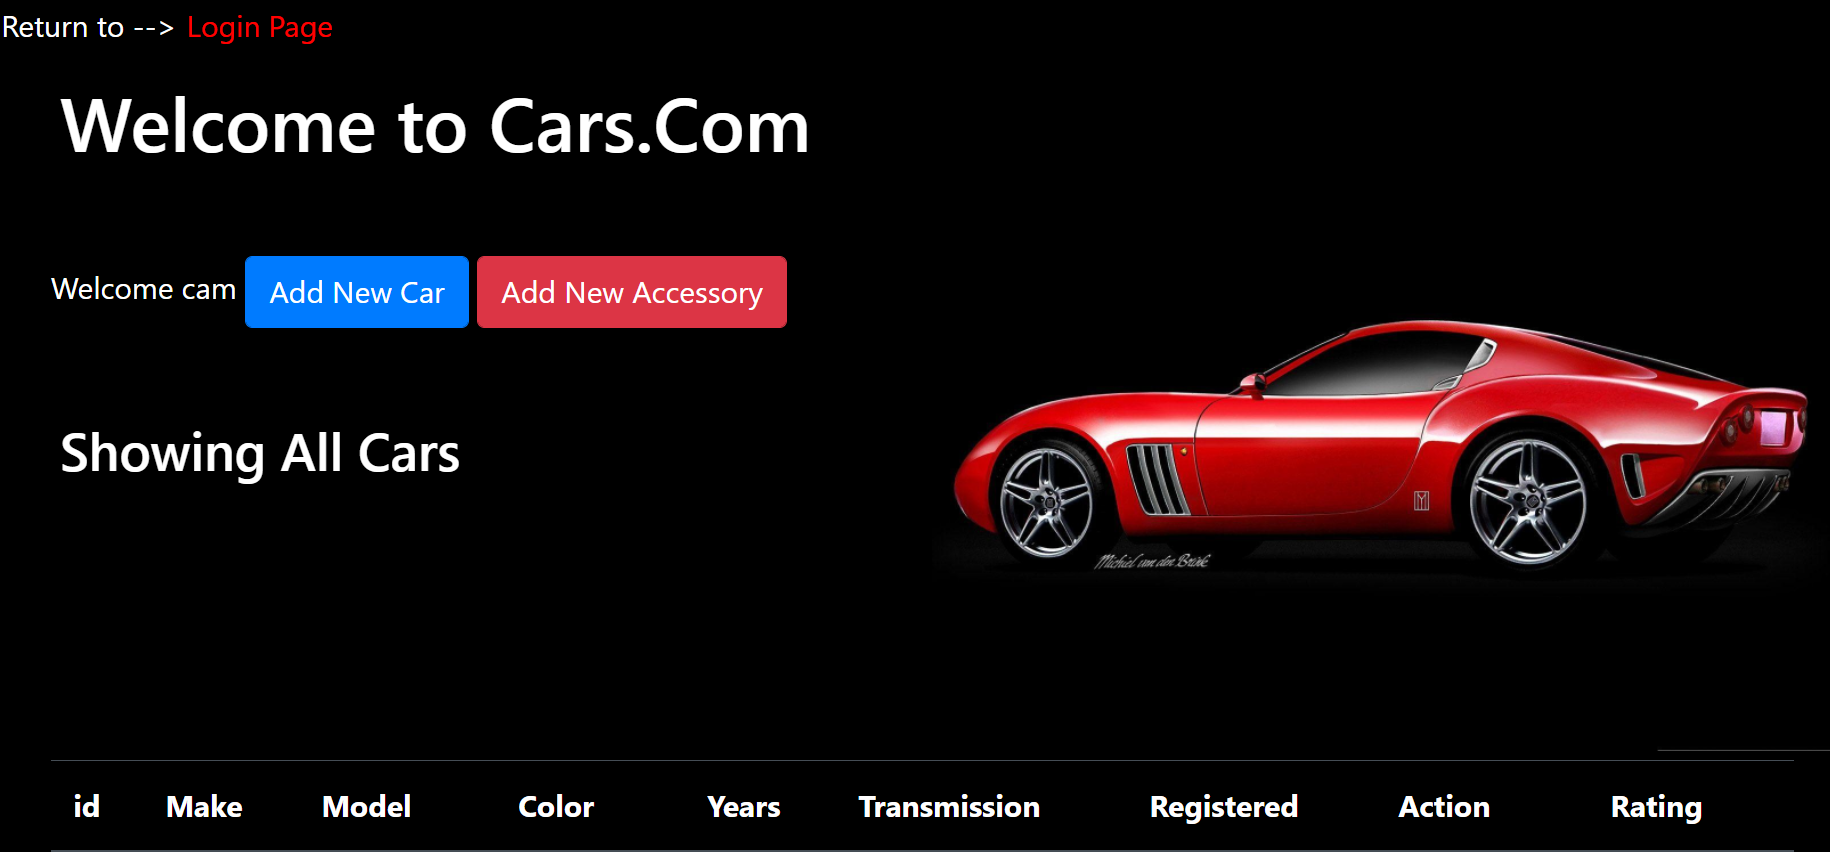 Return to --> Login Page
Welcome to Cars.Com
Welcome cam Add New Car Add New Accessory
Showing All Cars
Michiel van den Brink
id Make Model Color Years Transmission Registered Action Rating